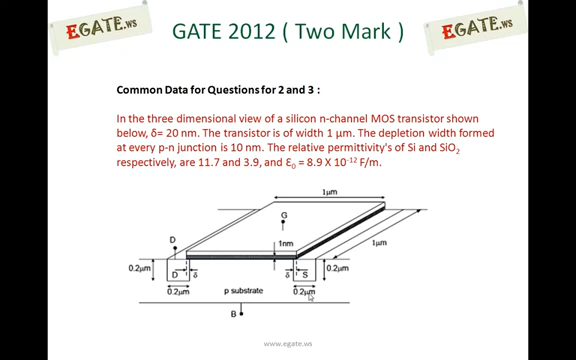 EGATE.ws
GATE 2012 ( Two Mark )
EGATE.ws
Common Data for Questions for 2 and 3 :
In the three dimensional view of a silicon n-channel MOS transistor shown
below, δ= 20 nm. The transistor is of width 1 μm. The depletion width formed
at every p-n junction is 10 nm. The relative permittivity's of Si and SiO2
respectively, are 11.7 and 3.9, and ε0 = 8.9 X 10⁻¹² F/m.
1μm
G
D
1nm
1μm
0.2μm
D
δ
δ
S
0.2μm
0.2μm
p substrate
0.2μm
B
www.egate.ws